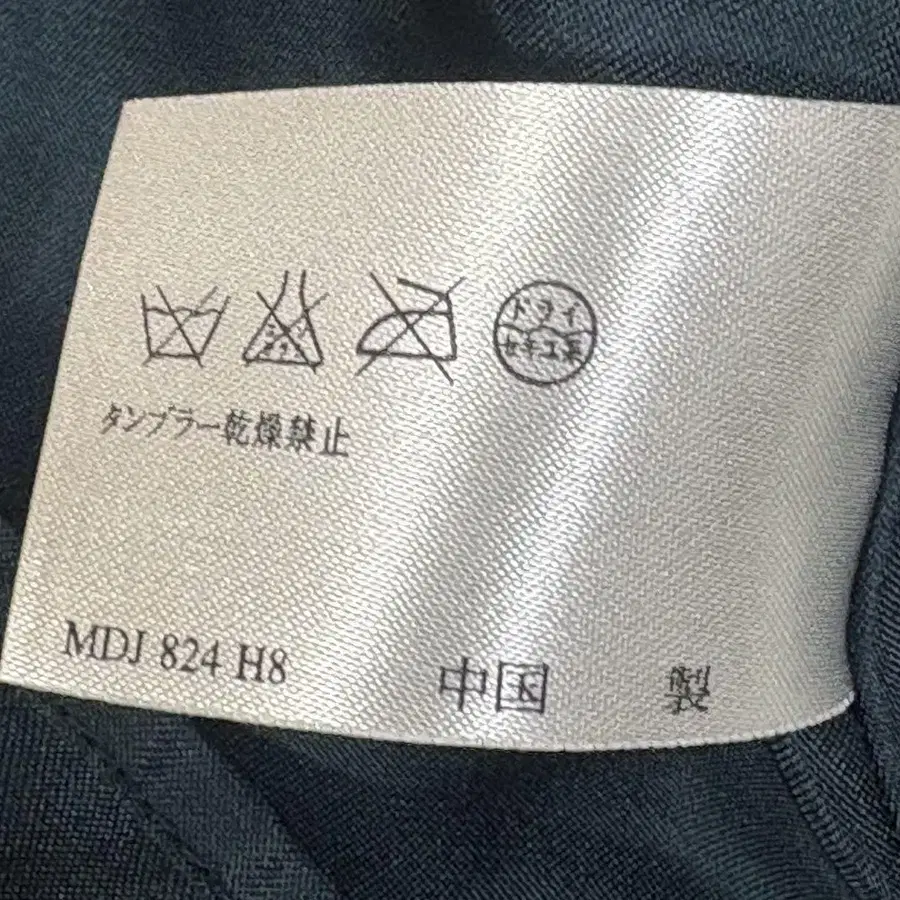 ドライ
セキユ系
タンブラー乾燥禁止
MDJ 824 H8
中国 製